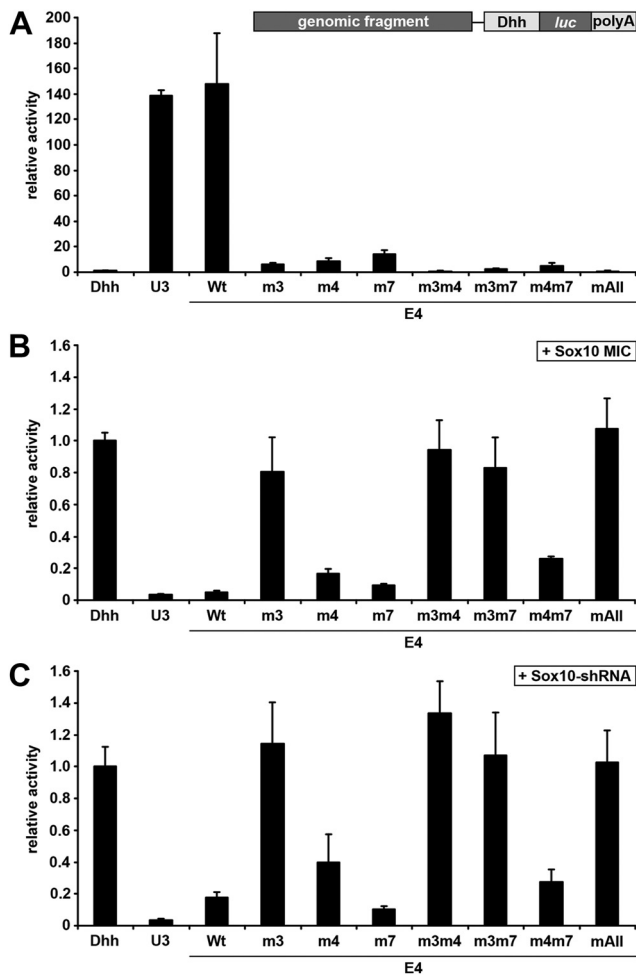 A
genomic fragment Dhh luc polyA
relative activity
200
180
160
140
120
100
80
60
40
20
0
Dhh U3 Wt m3 m4 m7 m3m4 m3m7 m4m7 mAll
E4
B
+ Sox10 MIC
relative activity
1.6
1.4
1.2
1.0
0.8
0.6
0.4
0.2
0
Dhh U3 Wt m3 m4 m7 m3m4 m3m7 m4m7 mAll
E4
C
+ Sox10-shRNA
relative activity
1.6
1.4
1.2
1.0
0.8
0.6
0.4
0.2
0
Dhh U3 Wt m3 m4 m7 m3m4 m3m7 m4m7 mAll
E4